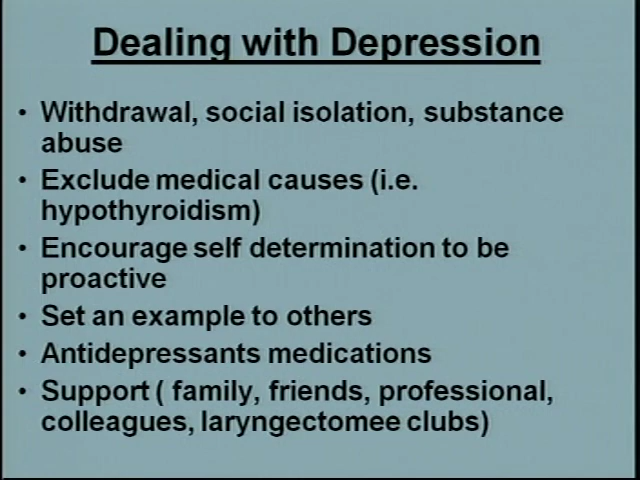 Dealing with Depression
• Withdrawal, social isolation, substance
abuse
• Exclude medical causes (i.e.
hypothyroidism)
• Encourage self determination to be
proactive
• Set an example to others
• Antidepressants medications
• Support ( family, friends, professional,
colleagues, laryngectomee clubs)